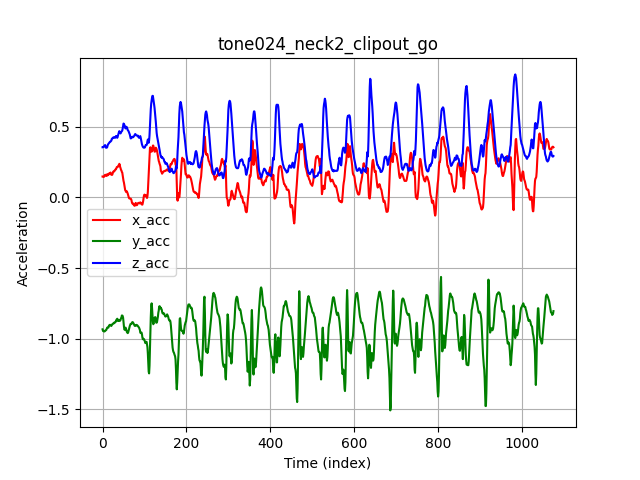 tone024_neck2_clipout_go
Acceleration
0.5
0.0
−0.5
−1.0
−1.5
x_acc
y_acc
z_acc
0 200 400 600 800 1000
Time (index)